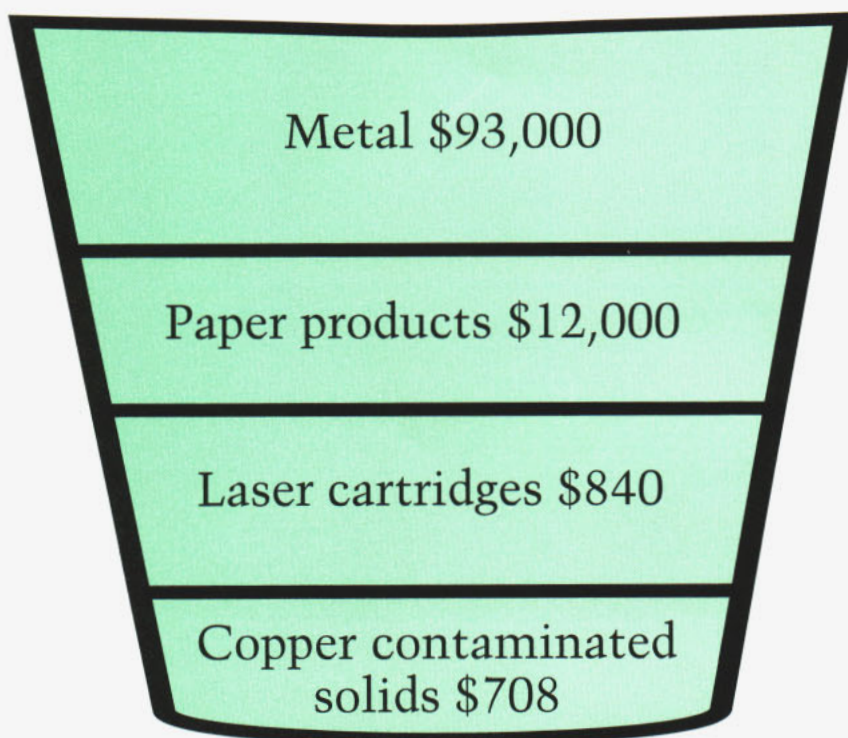 Metal $93,000
Paper products $12,000
Laser cartridges $840
Copper contaminated
solids $708